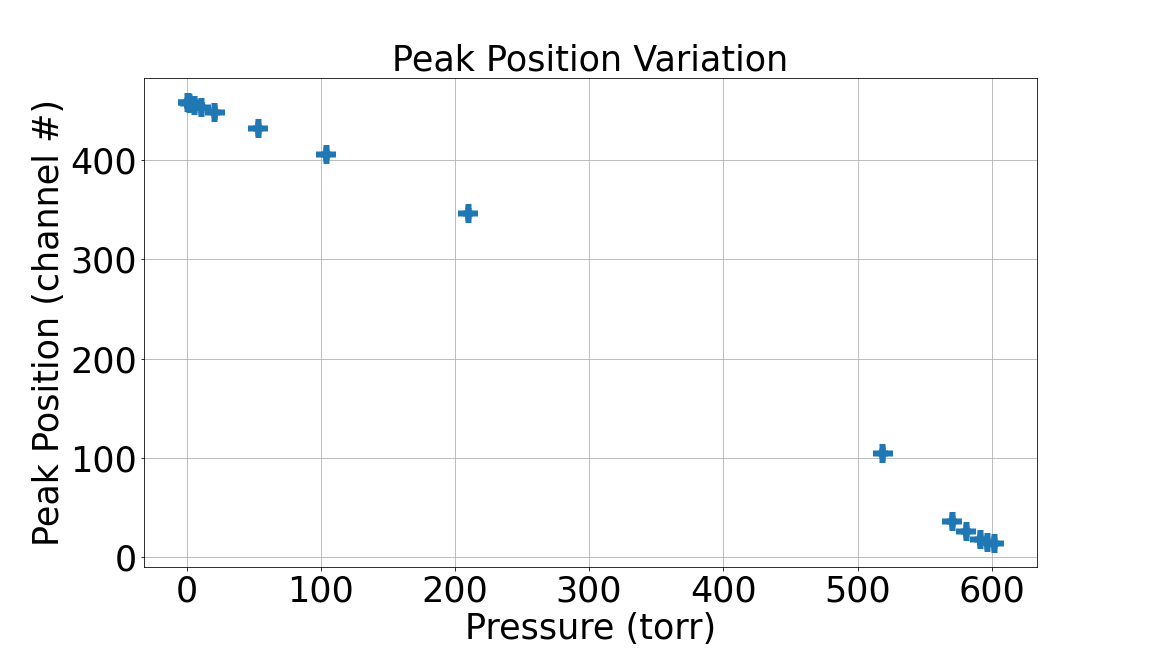 Peak Position Variation
Peak Position (channel #)
400
300
200
100
0
0 100 200 300 400 500 600
Pressure (torr)